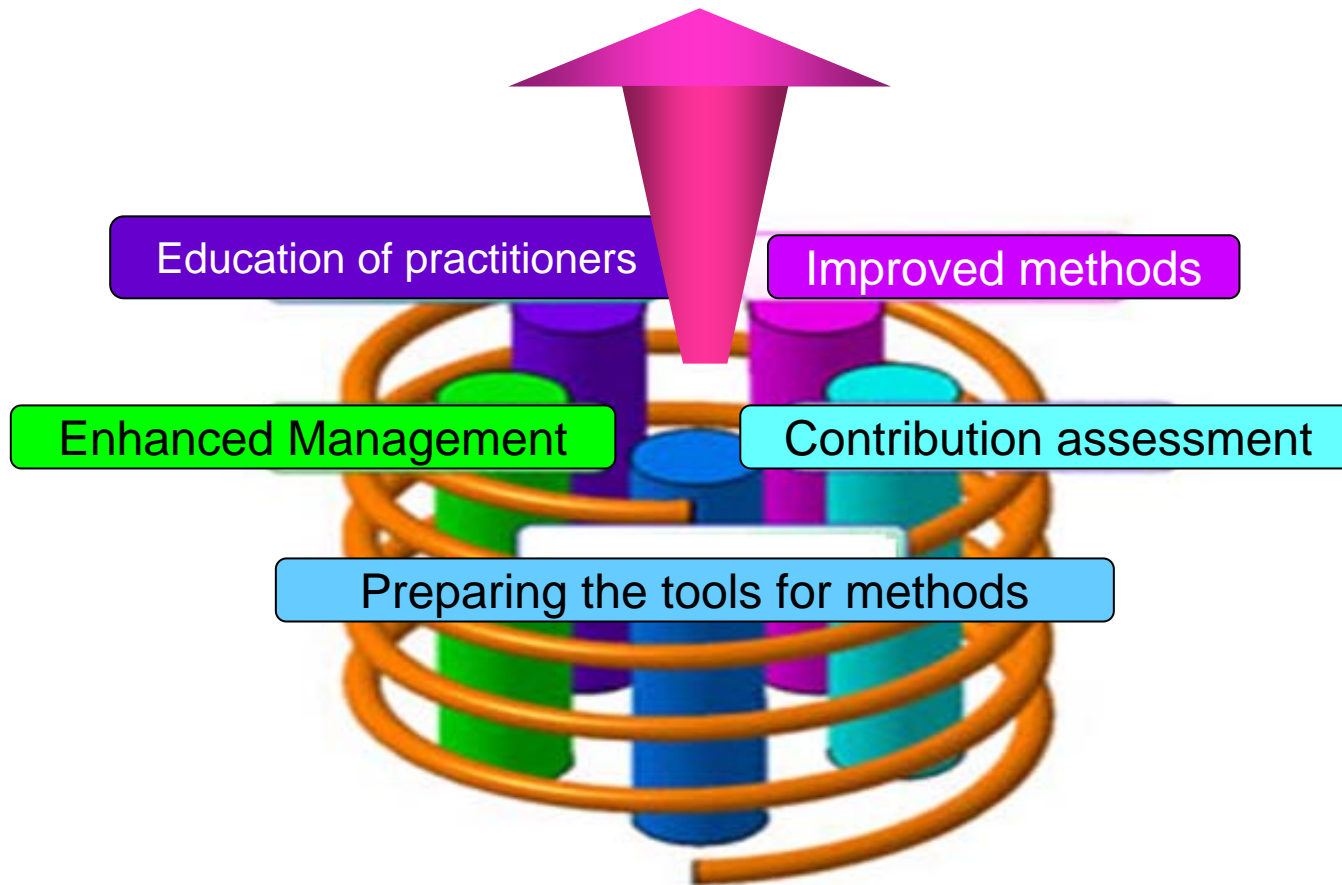 Education of practitioners
Improved methods
Enhanced Management
Contribution assessment
Preparing the tools for methods